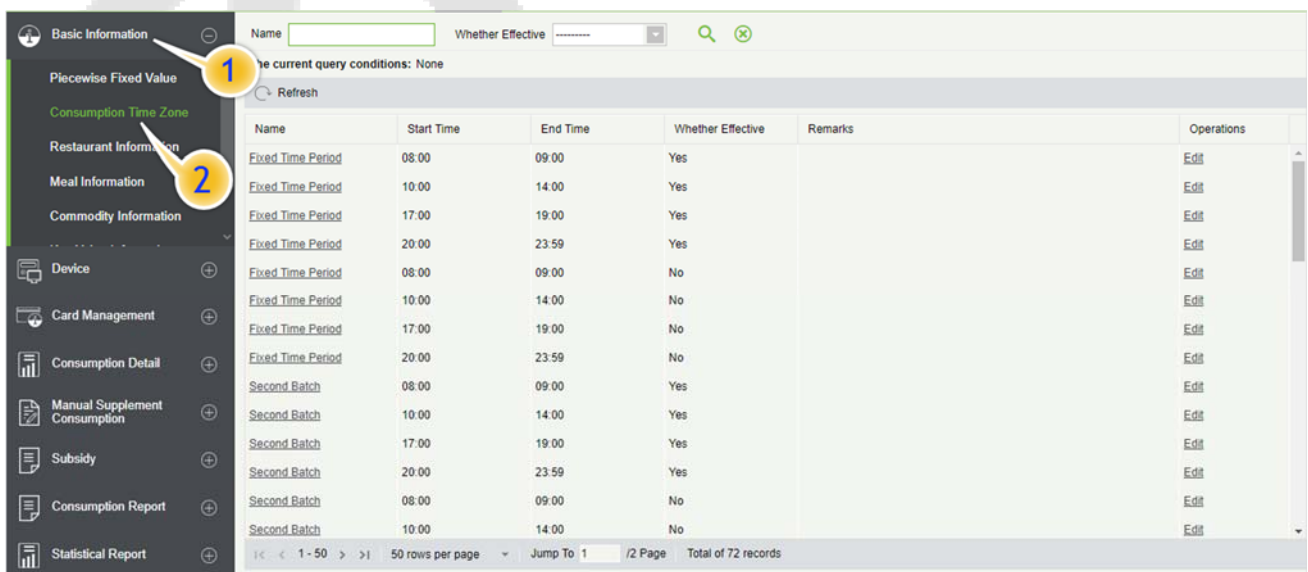 Basic Information
Piecewise Fixed Value
Consumption Time Zone
Restaurant Information
Meal Information
Commodity Information
Device
Card Management
Consumption Detail
Manual Supplement
Consumption
Subsidy
Consumption Report
Statistical Report
1
2
Name Whether Effective ---------
he current query conditions: None
Refresh
Name Start Time End Time Whether Effective Remarks Operations
Fixed Time Period 08:00 09:00 Yes Edit
Fixed Time Period 10:00 14:00 Yes Edit
Fixed Time Period 17:00 19:00 Yes Edit
Fixed Time Period 20:00 23:59 Yes Edit
Fixed Time Period 08:00 09:00 No Edit
Fixed Time Period 10:00 14:00 No Edit
Fixed Time Period 17:00 19:00 No Edit
Fixed Time Period 20:00 23:59 No Edit
Second Batch 08:00 09:00 Yes Edit
Second Batch 10:00 14:00 Yes Edit
Second Batch 17:00 19:00 Yes Edit
Second Batch 20:00 23:59 Yes Edit
Second Batch 08:00 09:00 No Edit
Second Batch 10:00 14:00 No Edit
|< < 1 - 50 > >| 50 rows per page Jump To 1 /2 Page Total of 72 records